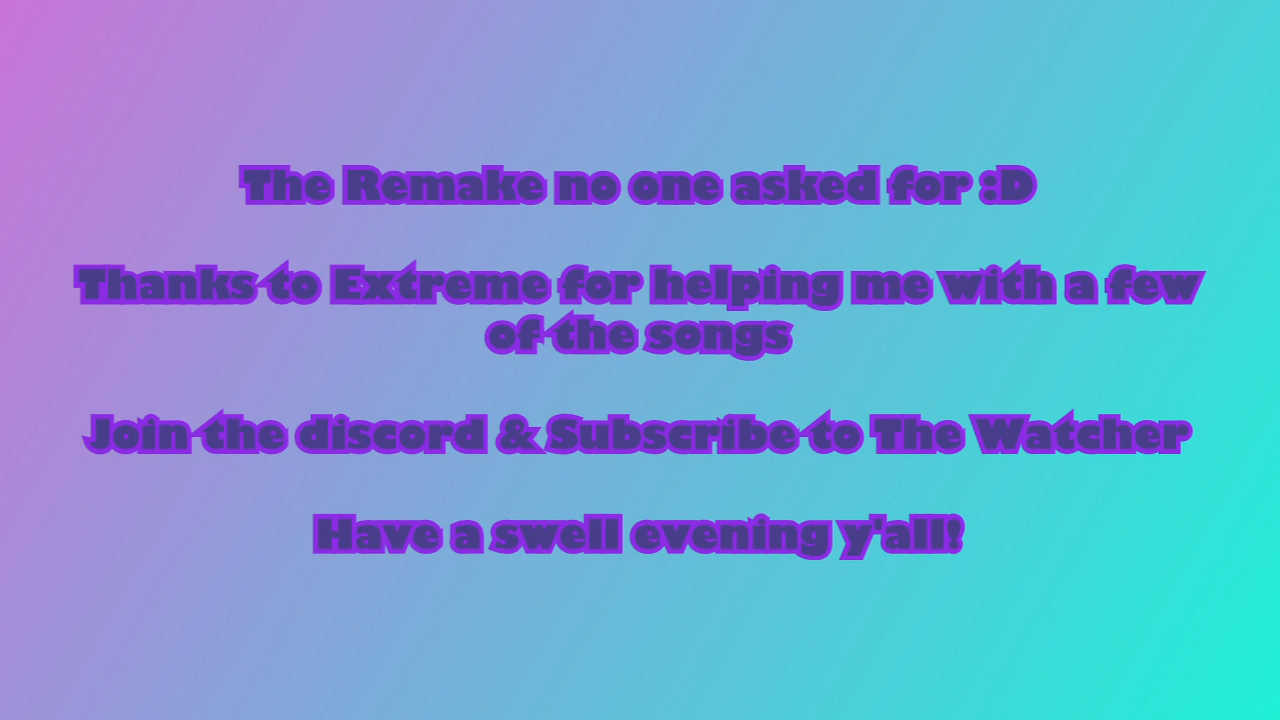 The Remake no one asked for :D
Thanks to Extreme for helping me with a few
of the songs
Join the discord & Subscribe to The Watcher
Have a swell evening y'all!